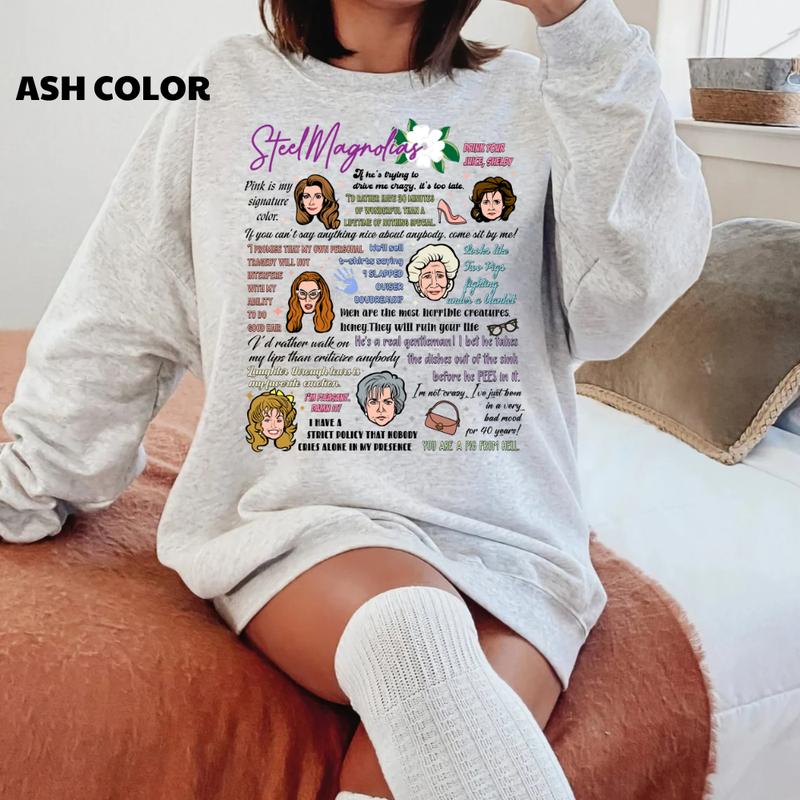 ASH COLOR
Steel Magnolias
DRINK YOUR
JUICE, SHELBY
If he's trying to
drive me crazy, it's too late.
Pink is my
signature
color.
"I'D RATHER HAVE 30 MINUTES
OF WONDERFUL THAN A
LIFETIME OF NOTHING SPECIAL.
If you can't say anything nice about anybody, come sit by me!
"I PROMISE THAT MY OWN PERSONAL
TRAGEDY WILL NOT
INTERFERE
WITH MY
ABILITY
TO DO
GOOD HAIR
We'll sell
t-shirts saying
"I SLAPPED
OUISER
BOUDREAUX!"
Looks like
Two Pigs
fighting
under a blanket
Men are the most horrible creatures,
honey.They will ruin your life
I'd rather walk on
my lips than criticize anybody
He's a real gentleman! I bet he takes
the dishes out of the sink
before he PEES in it.
Laughter through tears is
my favorite emotion.
I'M PLEASANT,
DAMN IT!
I'm not crazy, I've just been
in a very
bad mood
for 40 years!
I HAVE A
STRICT POLICY THAT NOBODY
CRIES ALONE IN MY PRESENCE
YOU ARE A PIG FROM HELL.